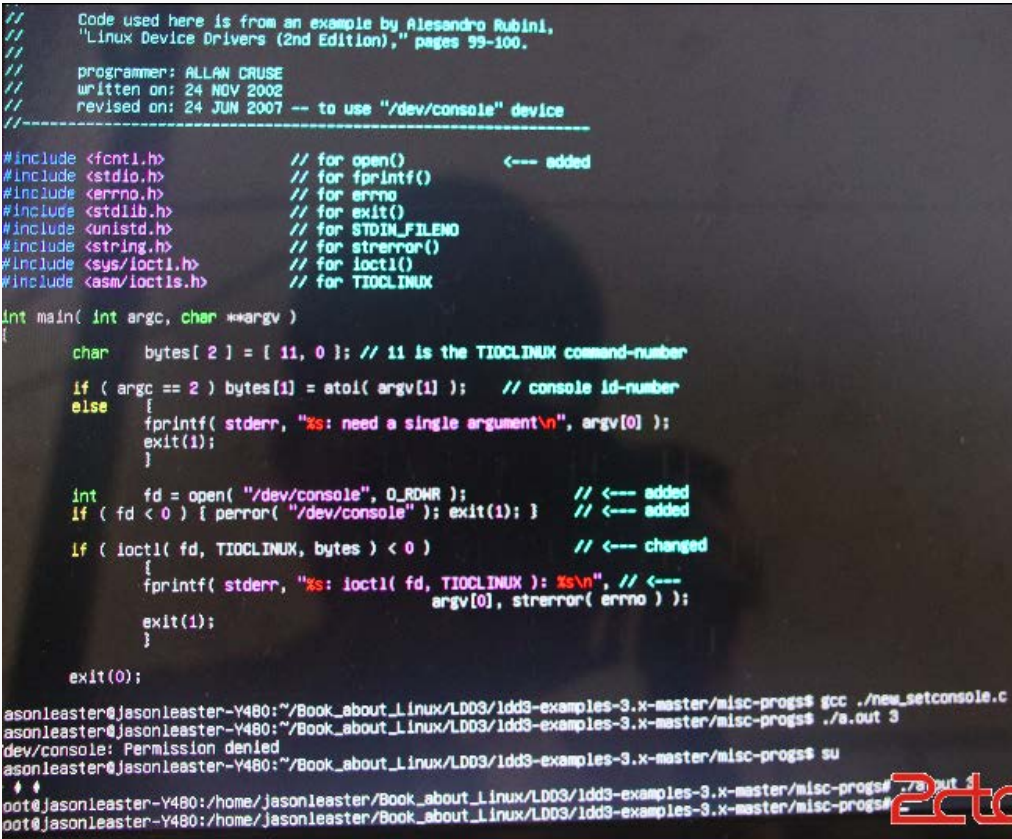 // Code used here is from an example by Alesandro Rubini,
// "Linux Device Drivers (2nd Edition)," pages 99-100.
//
// programmer: ALLAN CRUSE
// written on: 24 NOV 2002
// revised on: 24 JUN 2007 -- to use "/dev/console" device
//-------------------------------------------------------------------
#include <fcntl.h> // for open() <--- added
#include <stdio.h> // for fprintf()
#include <errno.h> // for errno
#include <stdlib.h> // for exit()
#include <unistd.h> // for STDIN_FILENO
#include <string.h> // for strerror()
#include <sys/ioctl.h> // for ioctl()
#include <asm/ioctls.h> // for TIOCLINUX
int main( int argc, char **argv )
{
char bytes[ 2 ] = { 11, 0 }; // 11 is the TIOCLINUX command-number
if ( argc == 2 ) bytes[1] = atoi( argv[1] ); // console id-number
else {
fprintf( stderr, "%s: need a single argument\n", argv[0] );
exit(1);
}
int fd = open( "/dev/console", O_RDWR ); // <--- added
if ( fd < 0 ) { perror( "/dev/console" ); exit(1); } // <--- added
if ( ioctl( fd, TIOCLINUX, bytes ) < 0 ) // <--- changed
{
fprintf( stderr, "%s: ioctl( fd, TIOCLINUX ): %s\n", // <---
argv[0], strerror( errno ) );
exit(1);
}
exit(0);
asonleaster@jasonleaster-Y480:~/Book_about_Linux/LDD3/ldd3-examples-3.x-master/misc-progs$ gcc ./new_setconsole.c
asonleaster@jasonleaster-Y480:~/Book_about_Linux/LDD3/ldd3-examples-3.x-master/misc-progs$ ./a.out 3
dev/console: Permission denied
asonleaster@jasonleaster-Y480:~/Book_about_Linux/LDD3/ldd3-examples-3.x-master/misc-progs$ su
oot@jasonleaster-Y480:/home/jasonleaster/Book_about_Linux/LDD3/ldd3-examples-3.x-master/misc-progs# ./a.out 3
oot@jasonleaster-Y480:/home/jasonleaster/Book_about_Linux/LDD3/ldd3-examples-3.x-master/misc-progs#